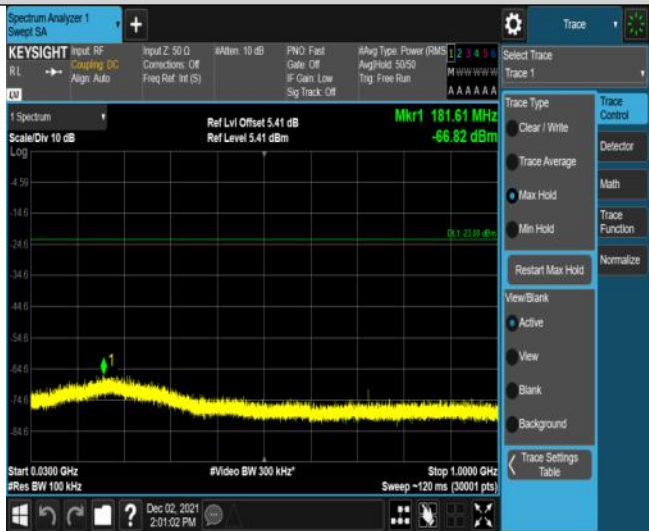 Spectrum Analyzer 1
Swept SA
+
Trace
KEYSIGHT
RL
Input: RF
Coupling: DC
Align: Auto
Input Z: 50 Ω
Corrections: Off
Freq Ref: Int (S)
#Atten: 10 dB
PNO: Fast
Gate: Off
IF Gain: Low
Sig Track: Off
#Avg Type: Power (RMS
Avg|Hold: 50/50
Trig: Free Run
1 2 3 4 5 6
M W W W W W
A A A A A A
Select Trace
Trace 1
1 Spectrum
Scale/Div 10 dB
Log
Ref Lvl Offset 5.41 dB
Ref Level 5.41 dBm
Mkr1 181.61 MHz
-66.82 dBm
-4.59
-14.6
-24.6
-34.6
-44.6
-54.6
-64.6
-74.6
-84.6
DL1 -23.00 dBm
1
Start 0.0300 GHz
#Res BW 100 kHz
#Video BW 300 kHz*
Stop 1.0000 GHz
Sweep ~120 ms (30001 pts)
Trace Type
Clear / Write
Trace Average
Max Hold
Min Hold
Restart Max Hold
View/Blank
Active
View
Blank
Background
Trace Settings
Table
Trace
Control
Detector
Math
Trace
Function
Normalize
?
Dec 02, 2021
2:01:02 PM